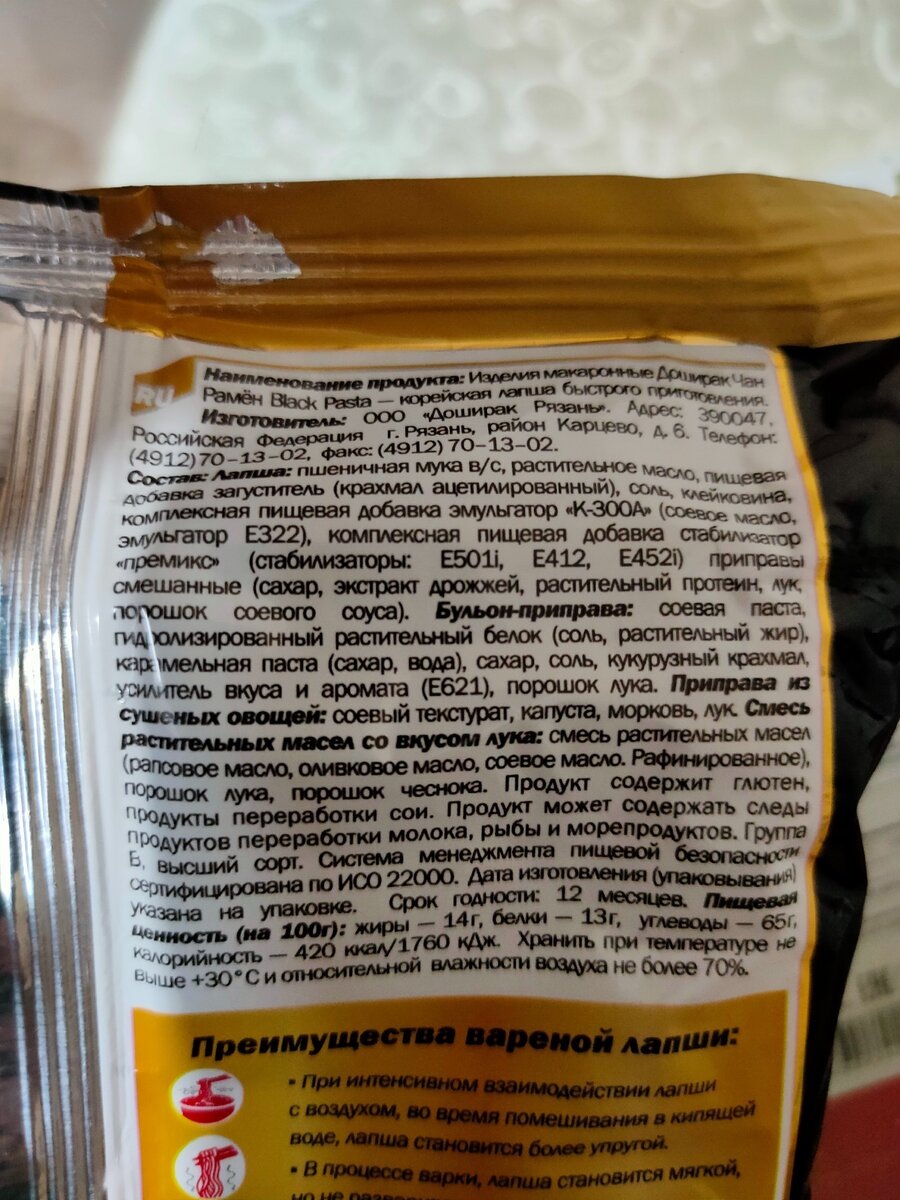 RU
Наименование продукта: Изделия макаронные Доширак Чан
Рамён Black Pasta — корейская лапша быстрого приготовления.
Изготовитель: ООО «Доширак Рязань». Адрес: 390047,
Российская Федерация г. Рязань, район Карцево, д. 6. Телефон:
(4912)70-13-02, факс: (4912) 70-13-02.
Состав: Лапша: пшеничная мука в/с, растительное масло, пищевая
добавка загуститель (крахмал ацетилированный), соль, клейковина,
комплексная пищевая добавка эмульгатор «К-300А» (соевое масло,
эмульгатор Е322), комплексная пищевая добавка стабилизатор
«премикс» (стабилизаторы: Е501i, Е412, Е452i) приправы
смешанные (сахар, экстракт дрожжей, растительный протеин, лук,
порошок соевого соуса). Бульон-приправа: соевая паста,
гидролизированный растительный белок (соль, растительный жир),
карамельная паста (сахар, вода), сахар, соль, кукурузный крахмал,
усилитель вкуса и аромата (Е621), порошок лука. Приправа из
сушеных овощей: соевый текстурат, капуста, морковь, лук. Смесь
растительных масел со вкусом лука: смесь растительных масел
(рапсовое масло, оливковое масло, соевое масло. Рафинированное),
порошок лука, порошок чеснока. Продукт содержит глютен,
продукты переработки сои. Продукт может содержать следы
продуктов переработки молока, рыбы и морепродуктов. Группа
Б, высший сорт. Система менеджмента пищевой безопасности
сертифицирована по ИСО 22000. Дата изготовления (упаковывания)
указана на упаковке. Срок годности: 12 месяцев. Пищевая
ценность (на 100г): жиры — 14г, белки — 13г, углеводы — 65г,
калорийность — 420 ккал/1760 кДж. Хранить при температуре не
выше +30°С и относительной влажности воздуха не более 70%.
Преимущества вареной лапши:
• При интенсивном взаимодействии лапши
с воздухом, во время помешивания в кипящей
воде, лапша становится более упругой.
• В процессе варки, лапша становится мягкой,
но не